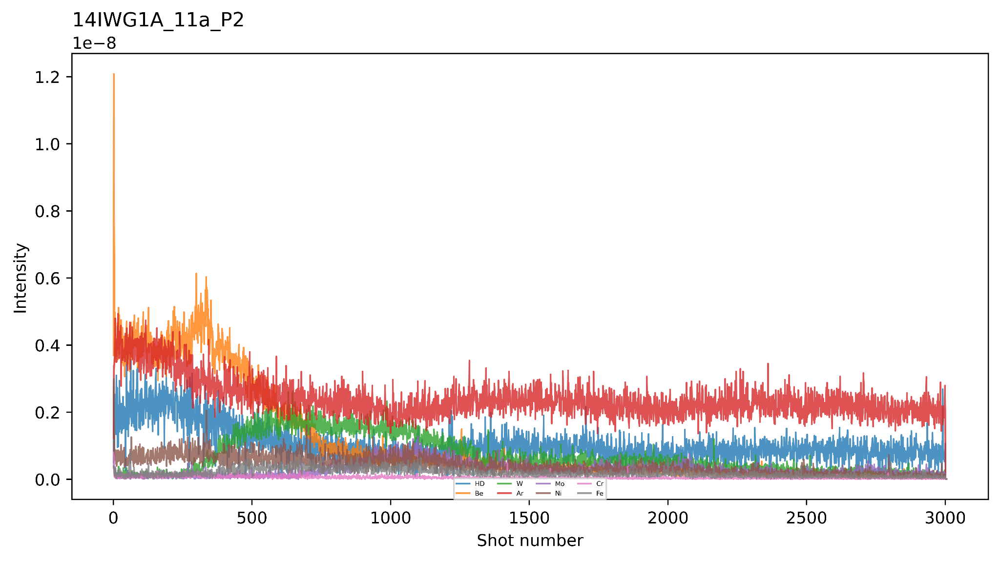 14IWG1A_11a_P2
1e−8
1.2
1.0
0.8
0.6
0.4
0.2
0.0
Intensity
HD W Mo Cr
Be Ar Ni Fe
0 500 1000 1500 2000 2500 3000
Shot number